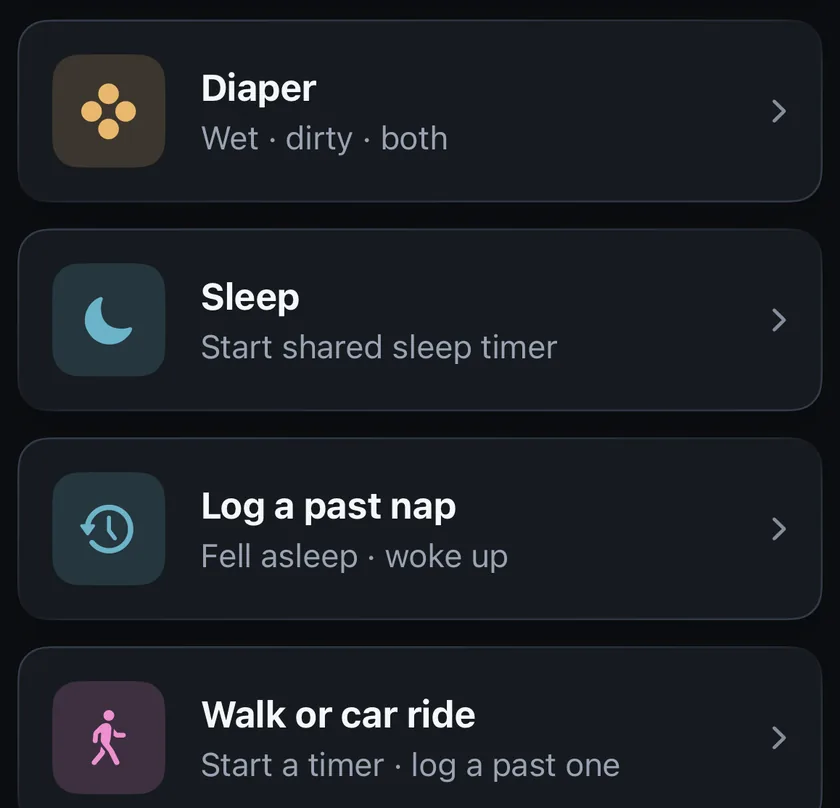 Diaper
Wet · dirty · both
Sleep
Start shared sleep timer
Log a past nap
Fell asleep · woke up
Walk or car ride
Start a timer · log a past one